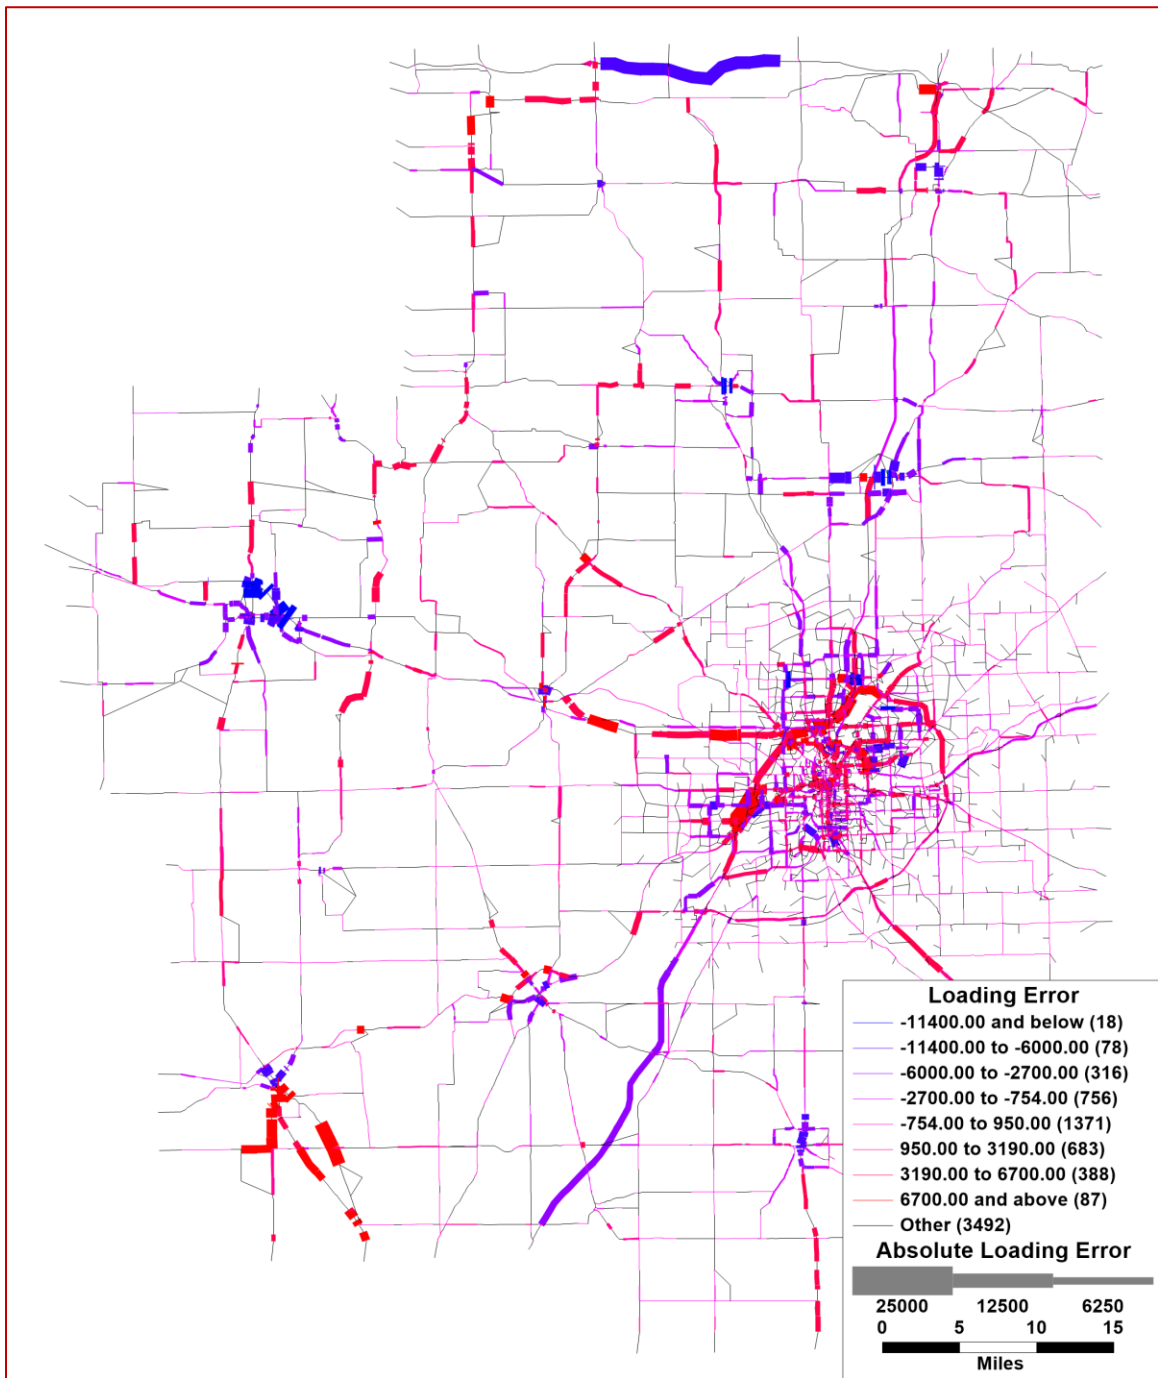 Loading Error
-11400.00 and below (18)
-11400.00 to -6000.00 (78)
-6000.00 to -2700.00 (316)
-2700.00 to -754.00 (756)
-754.00 to 950.00 (1371)
950.00 to 3190.00 (683)
3190.00 to 6700.00 (388)
6700.00 and above (87)
Other (3492)
Absolute Loading Error
25000 12500 6250
0 5 10 15
Miles